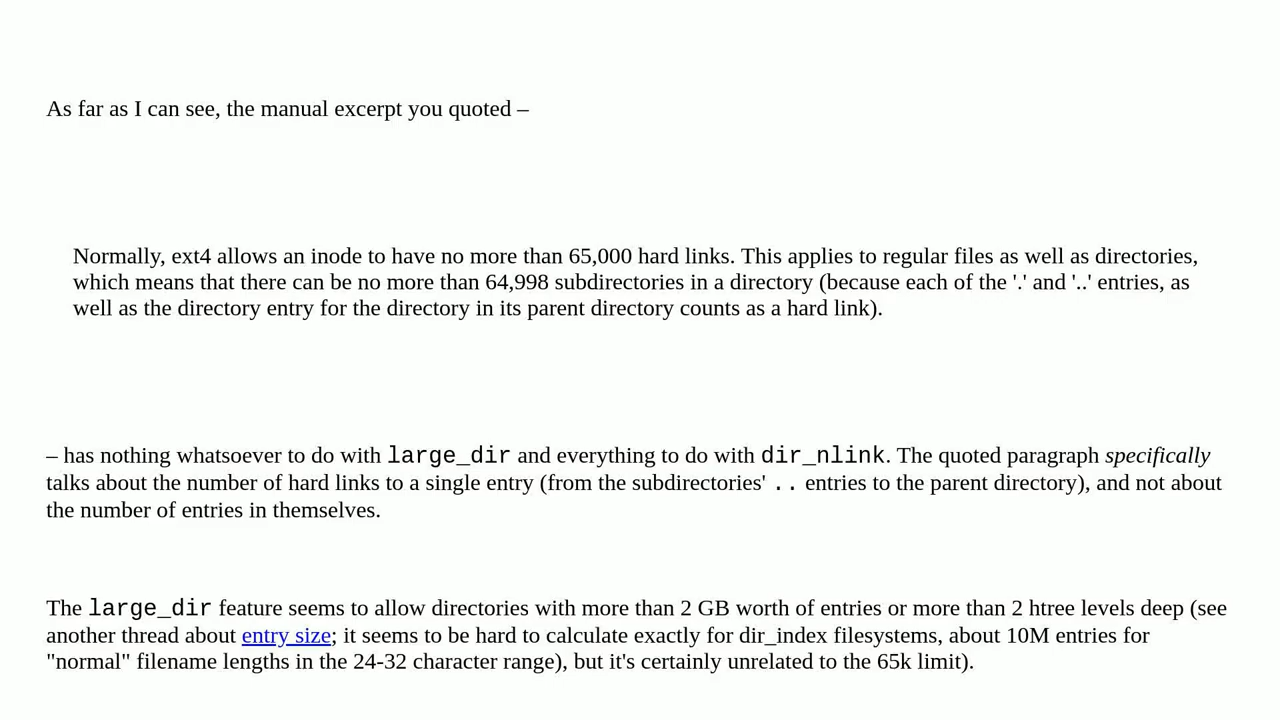 As far as I can see, the manual excerpt you quoted –
Normally, ext4 allows an inode to have no more than 65,000 hard links. This applies to regular files as well as directories,
which means that there can be no more than 64,998 subdirectories in a directory (because each of the '.' and '..' entries, as
well as the directory entry for the directory in its parent directory counts as a hard link).
– has nothing whatsoever to do with large_dir and everything to do with dir_nlink. The quoted paragraph specifically
talks about the number of hard links to a single entry (from the subdirectories' .. entries to the parent directory), and not about
the number of entries in themselves.
The large_dir feature seems to allow directories with more than 2 GB worth of entries or more than 2 htree levels deep (see
another thread about entry size; it seems to be hard to calculate exactly for dir_index filesystems, about 10M entries for
"normal" filename lengths in the 24-32 character range), but it's certainly unrelated to the 65k limit).